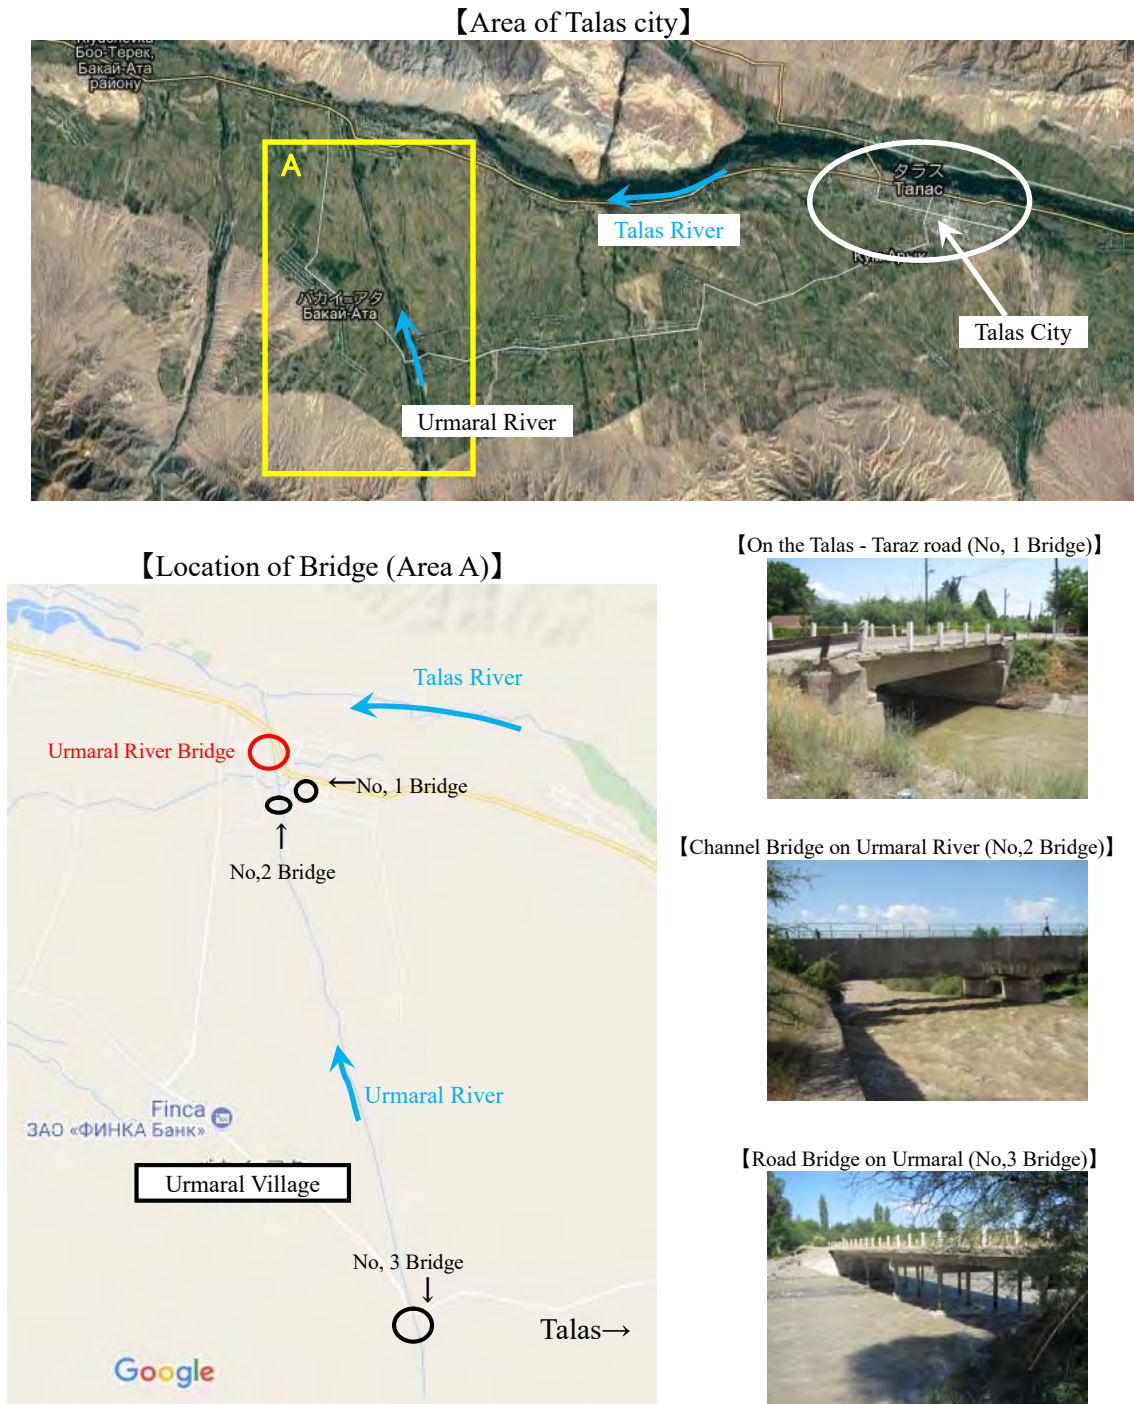 【Area of Talas city】
Боо-Терек,
Бакай-Ата
району
A
タラス
Талас
Talas River
Talas City
バカイ＝アタ
Бакай-Ата
Urmaral River
【Location of Bridge (Area A)】
Talas River
Urmaral River Bridge
←No, 1 Bridge
↑
No,2 Bridge
Urmaral River
Finca
ЗАО «ФИНКА Банк»
Urmaral Village
No, 3 Bridge
↓
Talas→
Google
【On the Talas - Taraz road (No, 1 Bridge)】
【Channel Bridge on Urmaral River (No,2 Bridge)】
【Road Bridge on Urmaral (No,3 Bridge)】